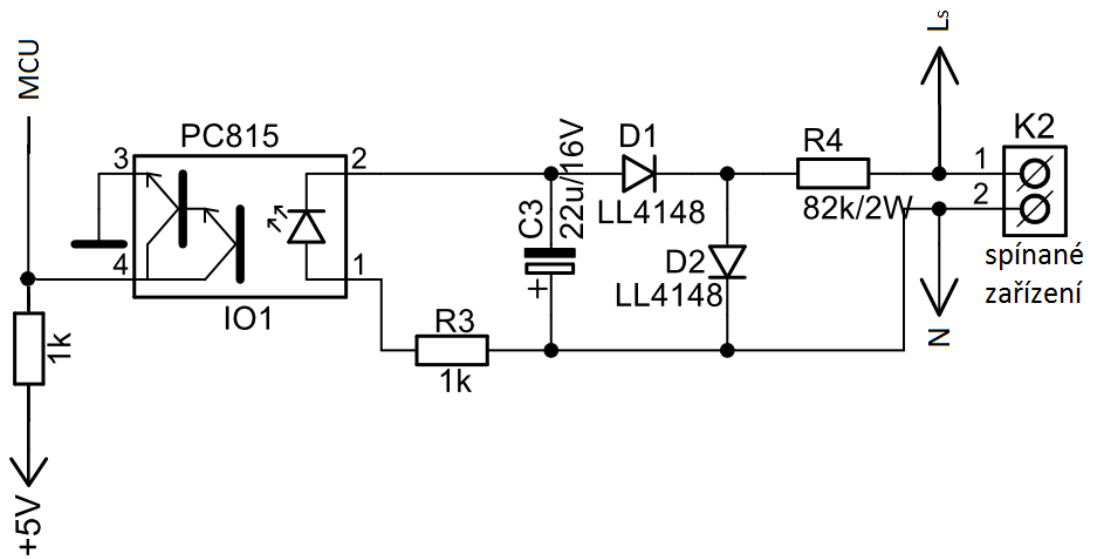 MCU
PC815
3
2
4
1
IO1
1k
+5V
R3
1k
C3
22u/16V
+
D1
LL4148
D2
LL4148
R4
82k/2W
Ls
N
K2
1
2
spínané
zařízení